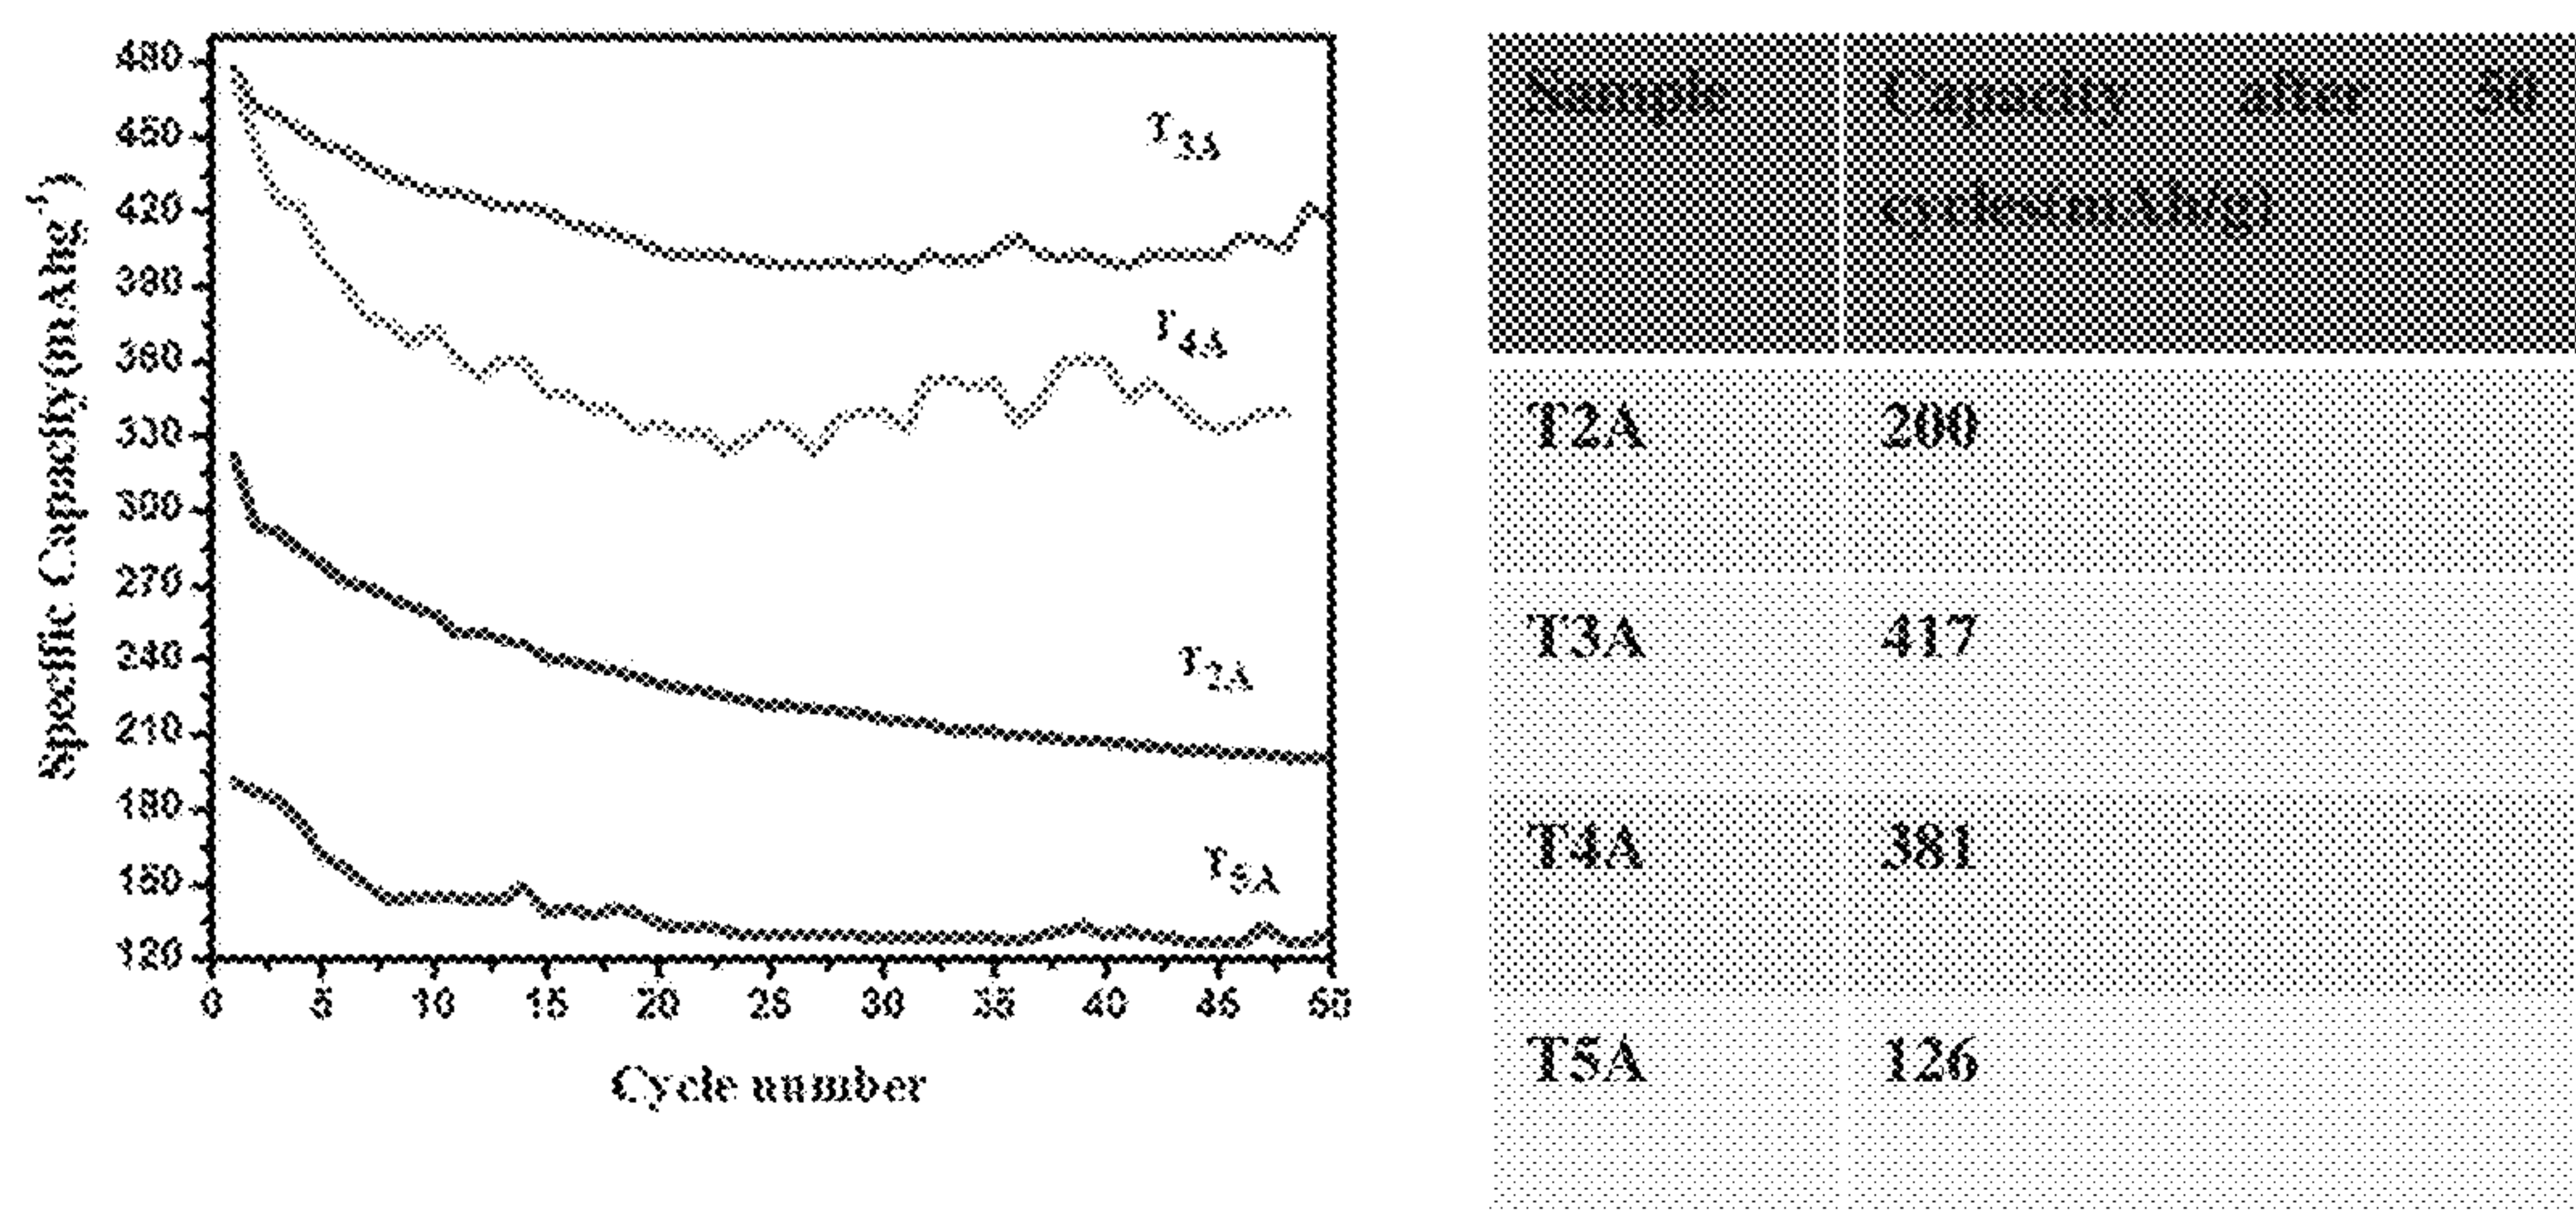 480
450
420
390
360
330
300
270
240
210
180
150
120
Specific Capacity(mAhg-1)
T3A
T4A
T2A
T5A
0 5 10 15 20 25 30 35 40 45 50
Cycle number
Sample
Capacity after 50
cycles(mAh/g)
T2A 200
T3A 417
T4A 381
T5A 126